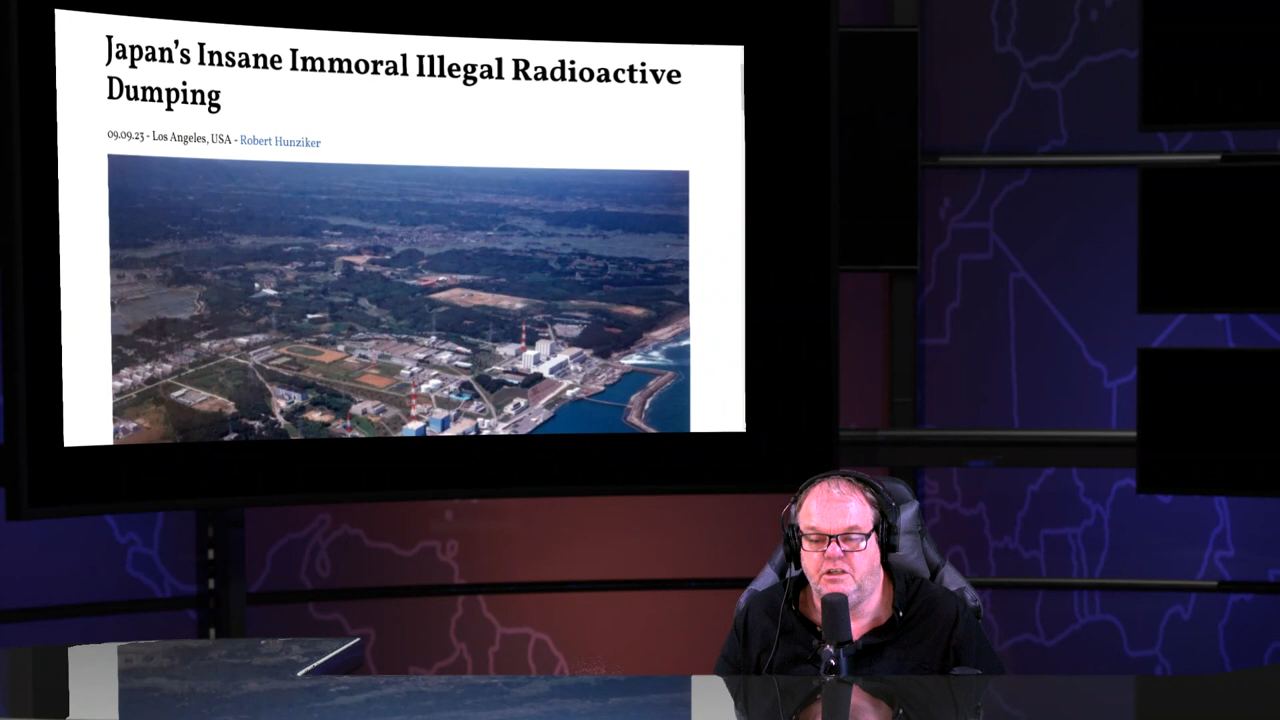 Japan’s Insane Immoral Illegal Radioactive
Dumping
09.09.23 - Los Angeles, USA - Robert Hunziker